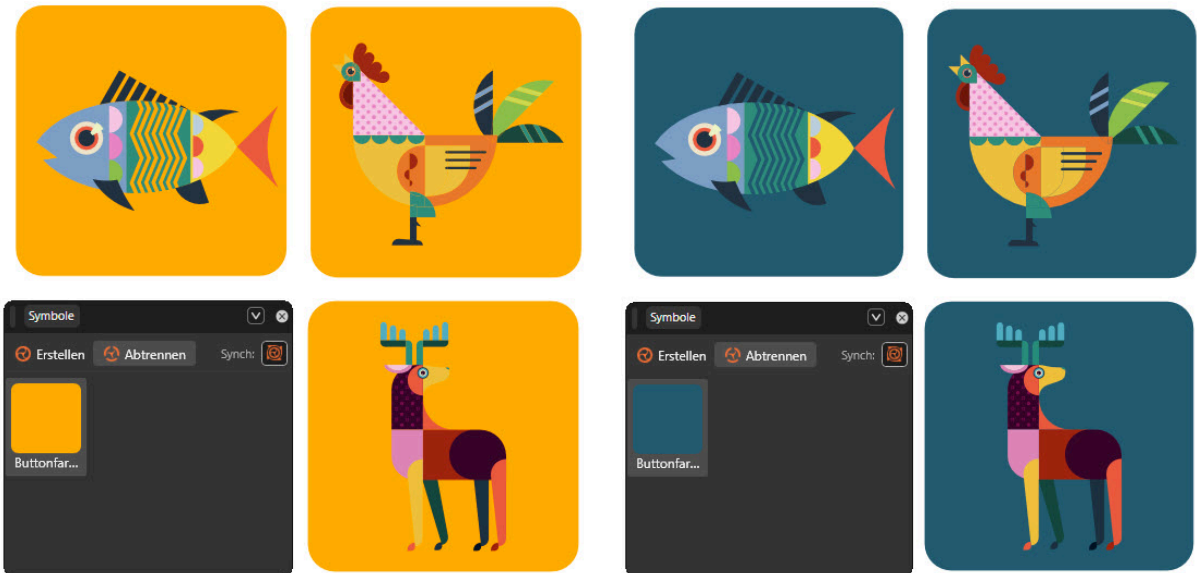 Symbole
Erstellen Abtrennen Synch:
Buttonfar...
Symbole
Erstellen Abtrennen Synch:
Buttonfar...